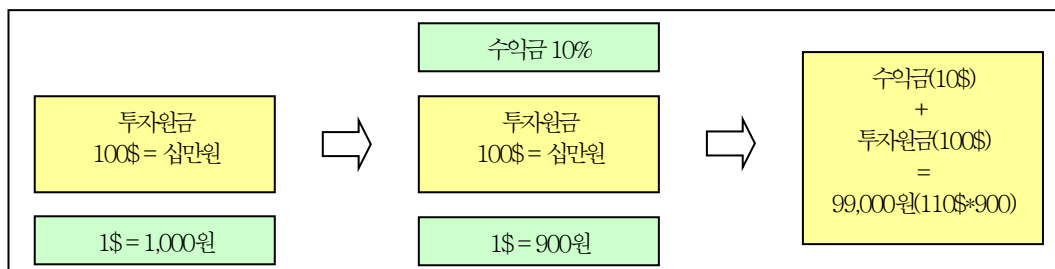 투자원금
100$ = 십만원
1$ = 1,000원
수익금 10%
투자원금
100$ = 십만원
1$ = 900원
수익금(10$)
+
투자원금(100$)
=
99,000원(110$*900)